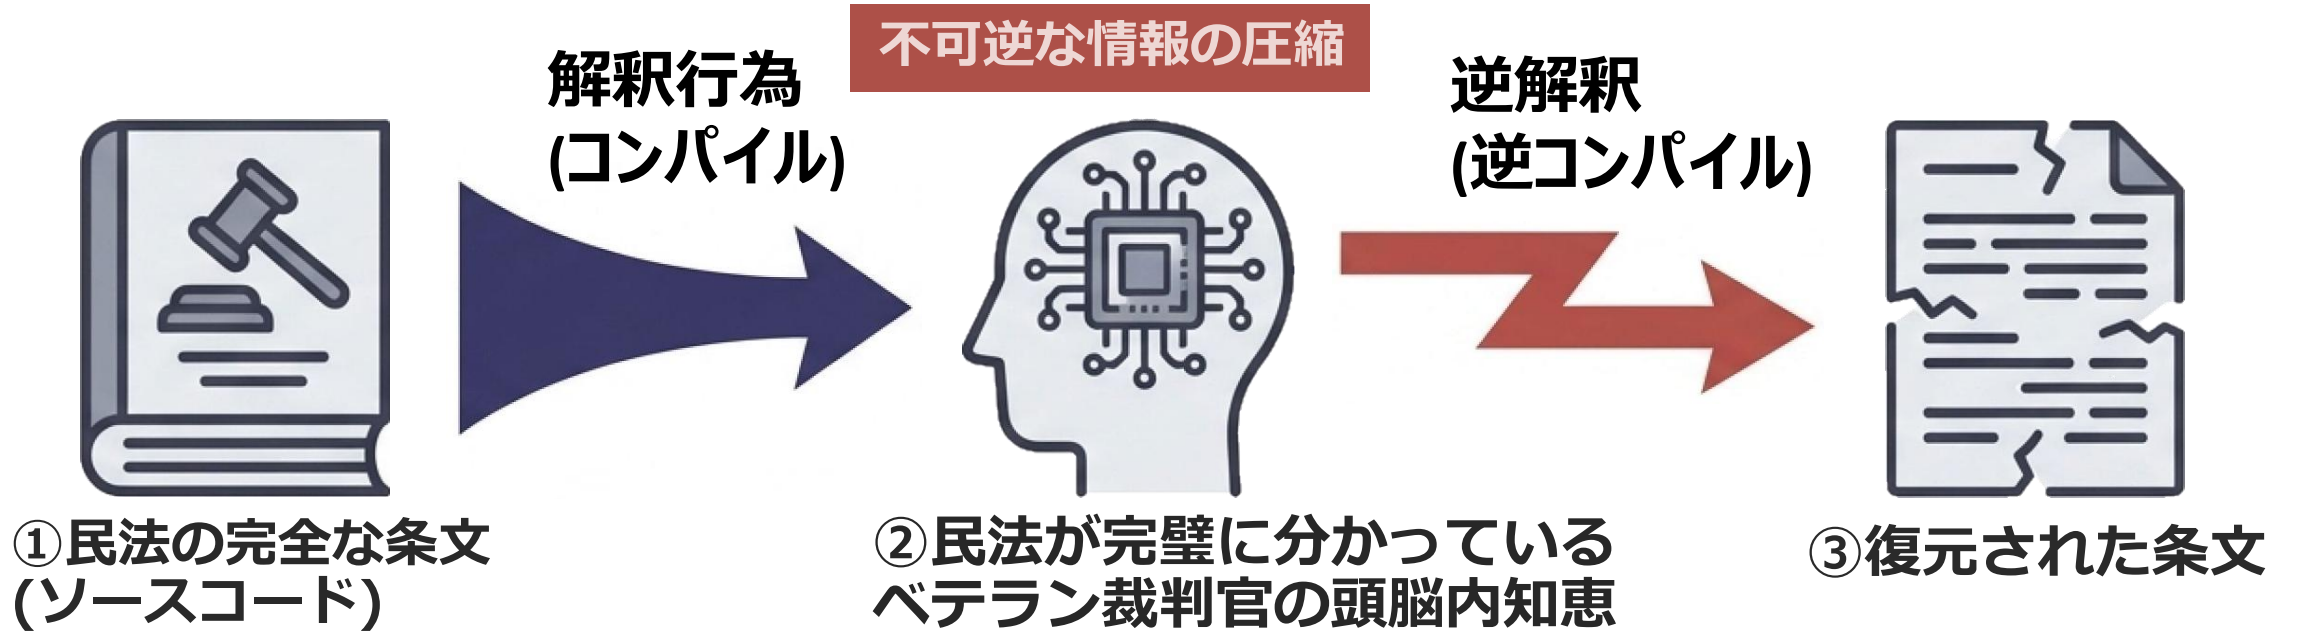 不可逆な情報の圧縮
解釈行為
(コンパイル)
逆解釈
(逆コンパイル)
①民法の完全な条文
(ソースコード)
②民法が完璧に分かっている
ベテラン裁判官の頭脳内知恵
③復元された条文